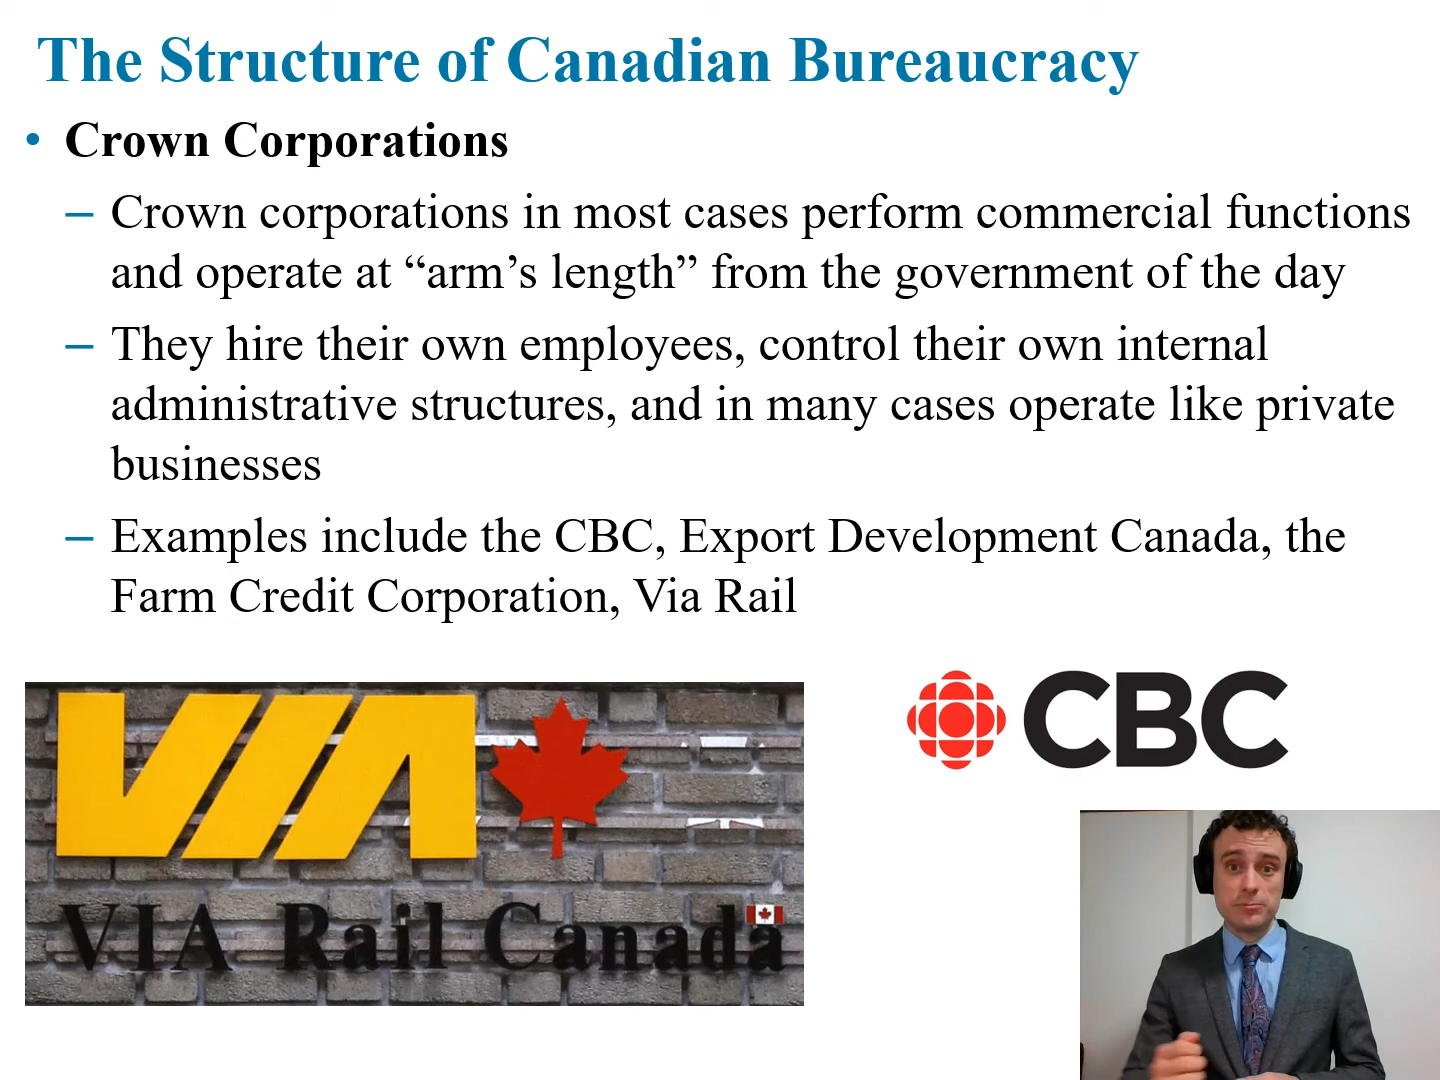 The Structure of Canadian Bureaucracy
• Crown Corporations
– Crown corporations in most cases perform commercial functions
and operate at “arm’s length” from the government of the day
– They hire their own employees, control their own internal
administrative structures, and in many cases operate like private
businesses
– Examples include the CBC, Export Development Canada, the
Farm Credit Corporation, Via Rail
VIA
VIA Rail Canada
CBC